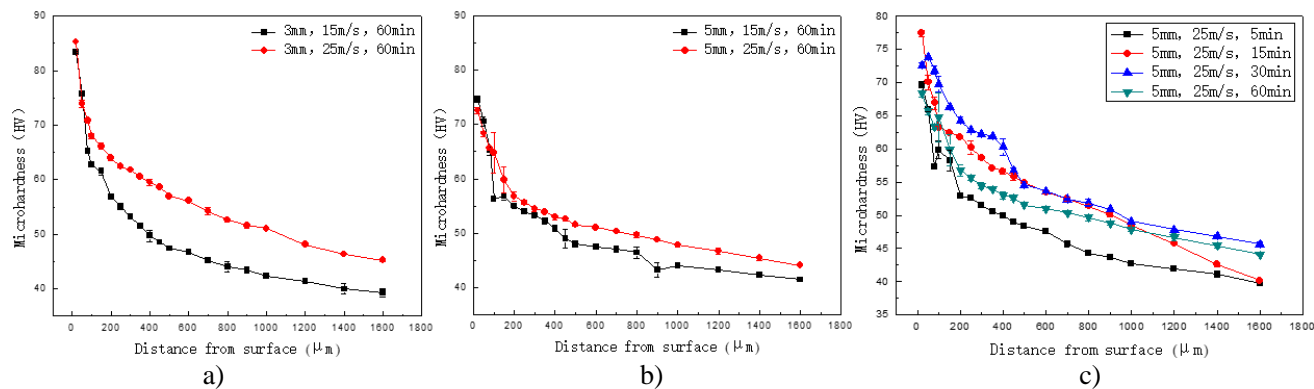 90
80
70
60
50
40
Microhardness (HV)
3mm, 15m/s, 60min
3mm, 25m/s, 60min
0 200 400 600 800 1000 1200 1400 1600 1800
Distance from surface (μm)
a)
90
80
70
60
50
40
Microhardness (HV)
5mm, 15m/s, 60min
5mm, 25m/s, 60min
0 200 400 600 800 1000 1200 1400 1600 1800
Distance from surface (μm)
b)
80
75
70
65
60
55
50
45
40
35
Microhardness (HV)
5mm, 25m/s, 5min
5mm, 25m/s, 15min
5mm, 25m/s, 30min
5mm, 25m/s, 60min
0 200 400 600 800 1000 1200 1400 1600 1800
Distance from surface (μm)
c)